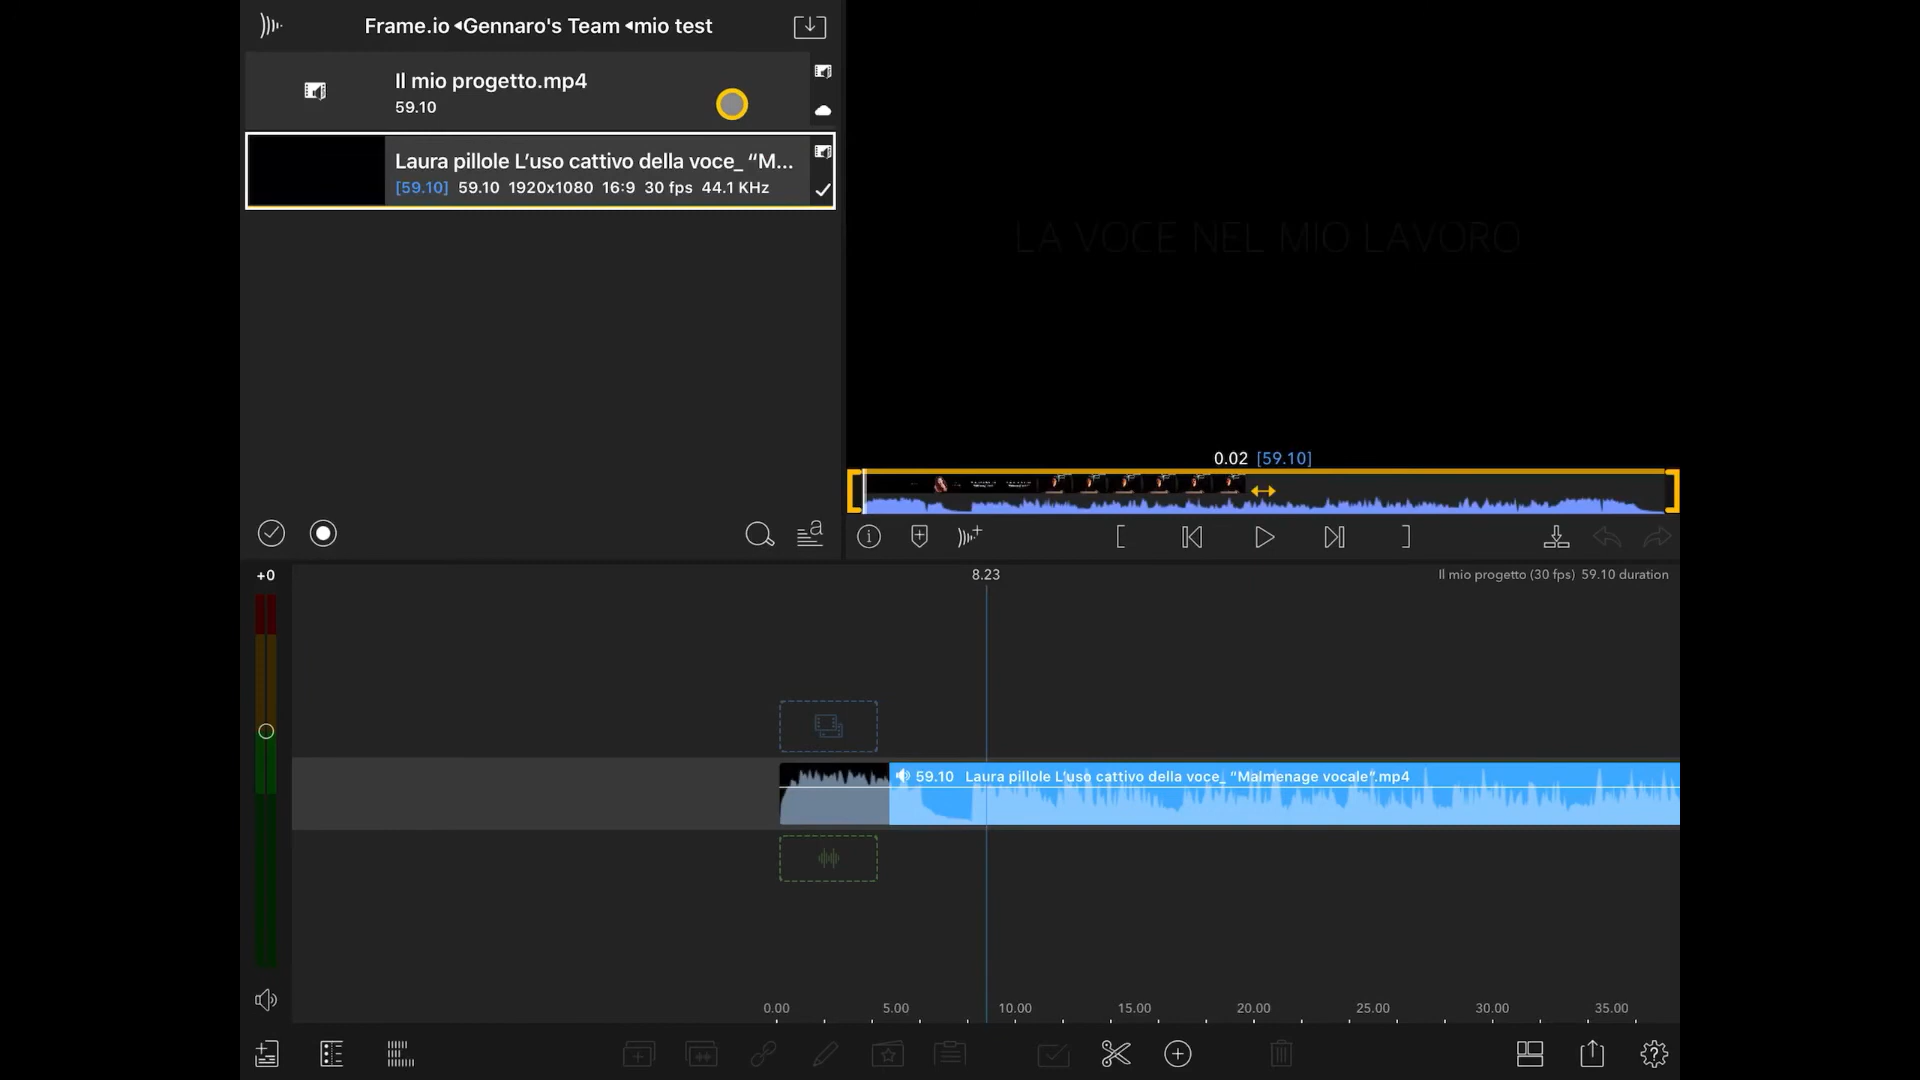 Frame.io ◂Gennaro's Team ◂mio test
Il mio progetto.mp4
59.10
Laura pillole L’uso cattivo della voce_ “M...
[59.10] 59.10 1920x1080 16:9 30 fps 44.1 KHz
LA VOCE NEL MIO LAVORO
0.02 [59.10]
+0
8.23
Il mio progetto (30 fps) 59.10 duration
59.10 Laura pillole L’uso cattivo della voce_ “Malmenage vocale”.mp4
0.00 5.00 10.00 15.00 20.00 25.00 30.00 35.00